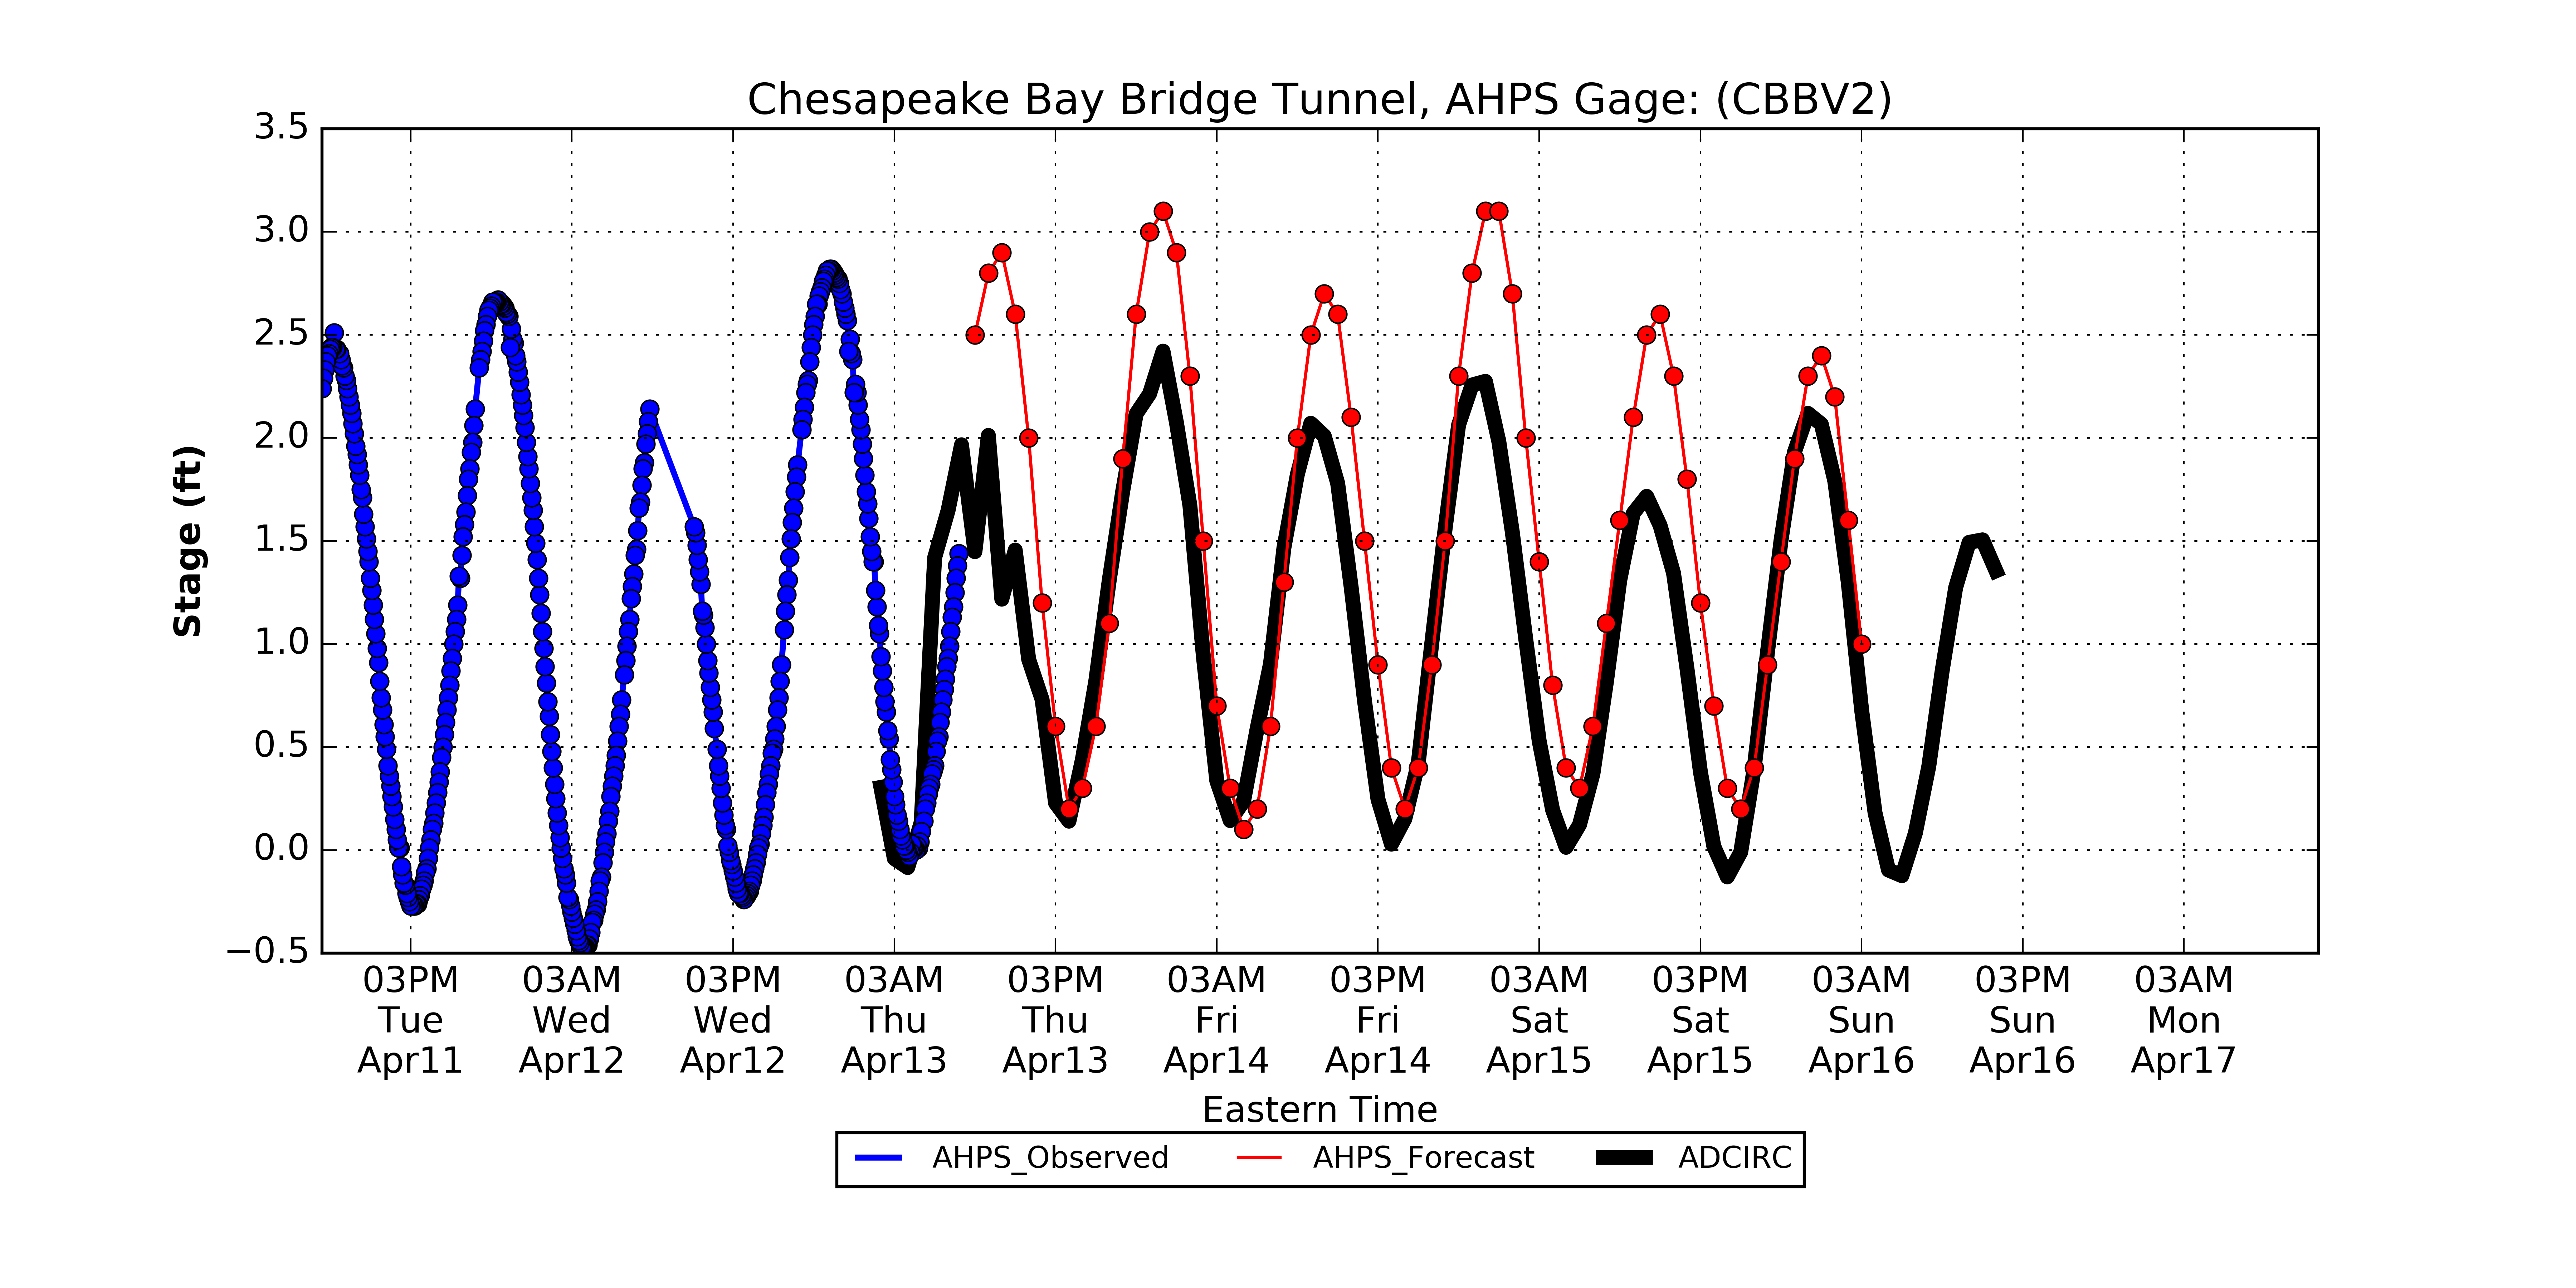 Chesapeake Bay Bridge Tunnel, AHPS Gage: (CBBV2)
3.5
3.0
2.5
2.0
1.5
1.0
0.5
0.0
−0.5
Stage (ft)
03PM 03AM 03PM 03AM 03PM 03AM 03PM 03AM 03PM 03AM 03PM 03AM
Tue Wed Wed Thu Thu Fri Fri Sat Sat Sun Sun Mon
Apr11 Apr12 Apr12 Apr13 Apr13 Apr14 Apr14 Apr15 Apr15 Apr16 Apr16 Apr17
Eastern Time
AHPS_Observed AHPS_Forecast ADCIRC